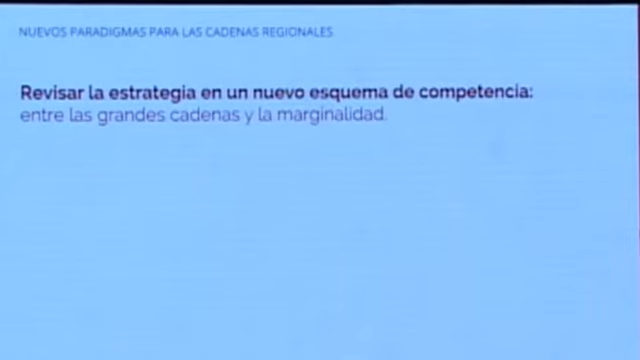 NUEVOS PARADIGMAS PARA LAS CADENAS REGIONALES
Revisar la estrategia en un nuevo esquema de competencia:
entre las grandes cadenas y la marginalidad.